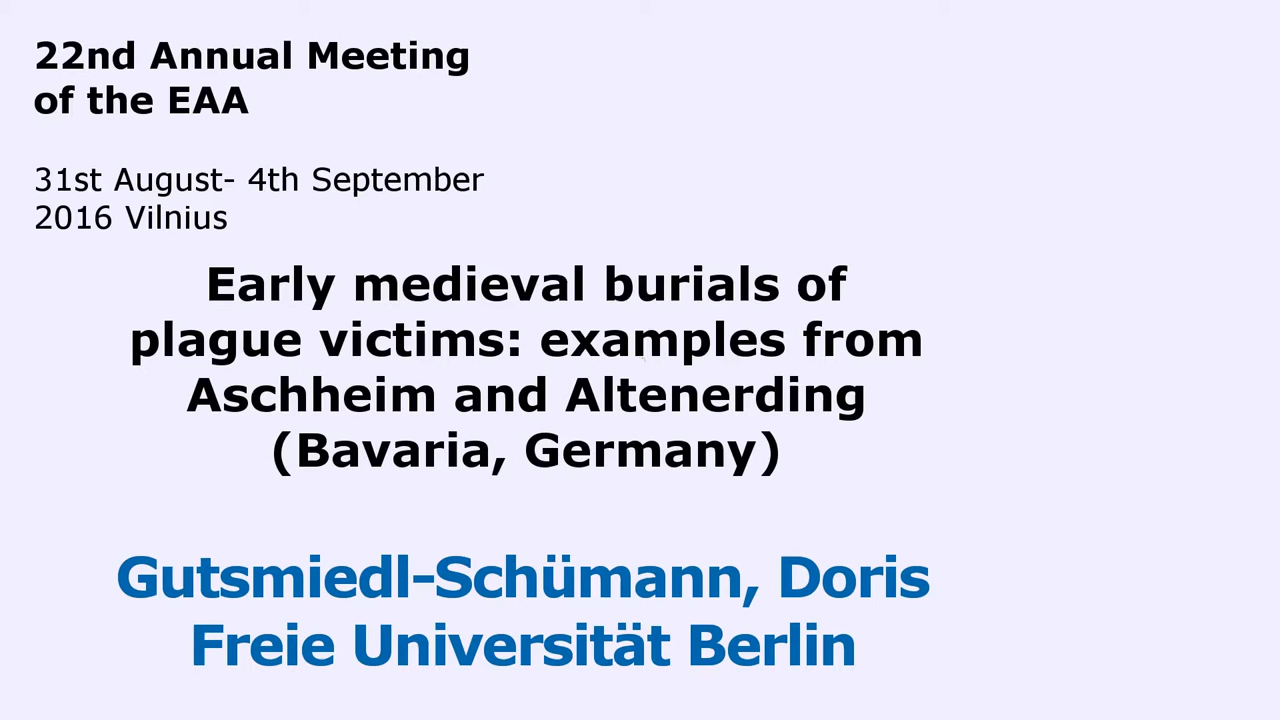 22nd Annual Meeting
of the EAA
31st August- 4th September
2016 Vilnius
Early medieval burials of
plague victims: examples from
Aschheim and Altenerding
(Bavaria, Germany)
Gutsmiedl-Schümann, Doris
Freie Universität Berlin